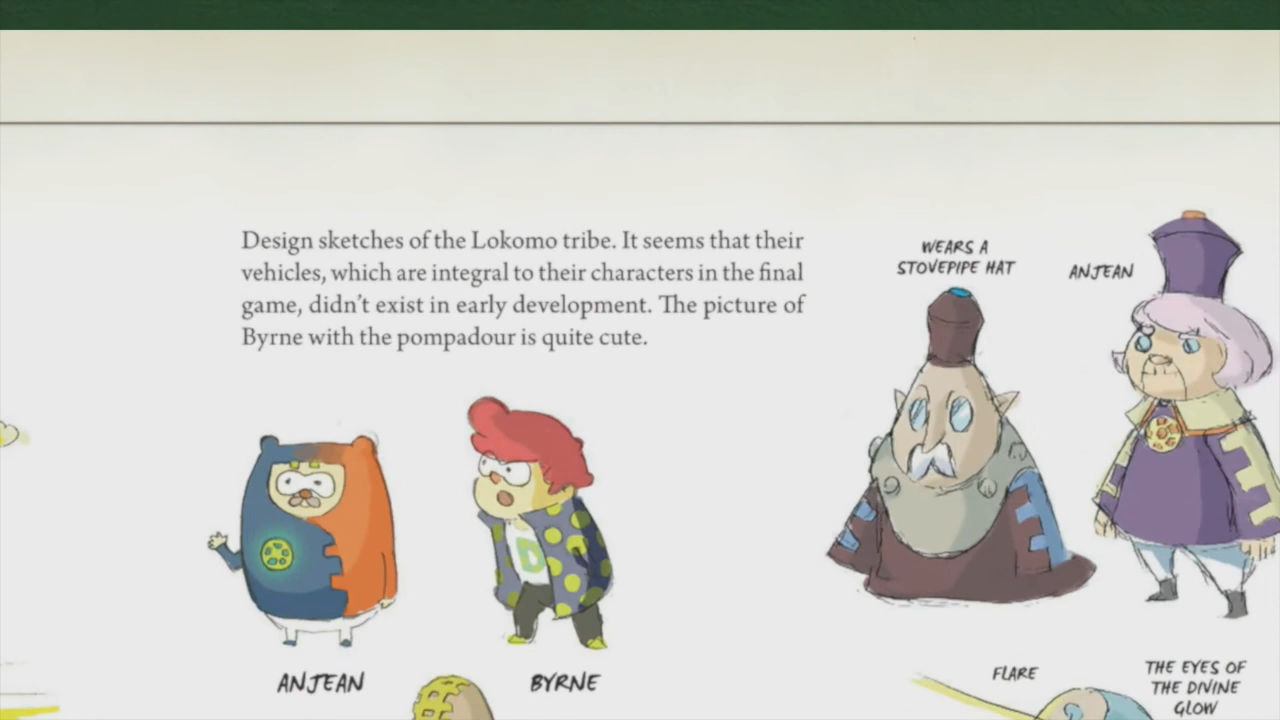 Design sketches of the Lokomo tribe. It seems that their
vehicles, which are integral to their characters in the final
game, didn't exist in early development. The picture of
Byrne with the pompadour is quite cute.
WEARS A
STOVEPIPE HAT
ANJEAN
D
ANJEAN
BYRNE
FLARE
THE EYES OF
THE DIVINE
GLOW